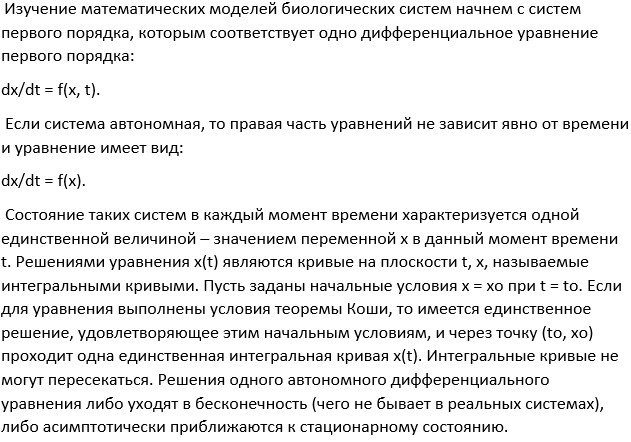 Изучение математических моделей биологических систем начнем с систем
первого порядка, которым соответствует одно дифференциальное уравнение
первого порядка:
dx/dt = f(x, t).
Если система автономная, то правая часть уравнений не зависит явно от времени
и уравнение имеет вид:
dx/dt = f(x).
Состояние таких систем в каждый момент времени характеризуется одной
единственной величиной – значением переменной x в данный момент времени
t. Решениями уравнения x(t) являются кривые на плоскости t, x, называемые
интегральными кривыми. Пусть заданы начальные условия x = xo при t = to. Если
для уравнения выполнены условия теоремы Коши, то имеется единственное
решение, удовлетворяющее этим начальным условиям, и через точку (to, xo)
проходит одна единственная интегральная кривая x(t). Интегральные кривые не
могут пересекаться. Решения одного автономного дифференциального
уравнения либо уходят в бесконечность (чего не бывает в реальных системах),
либо асимптотически приближаются к стационарному состоянию.